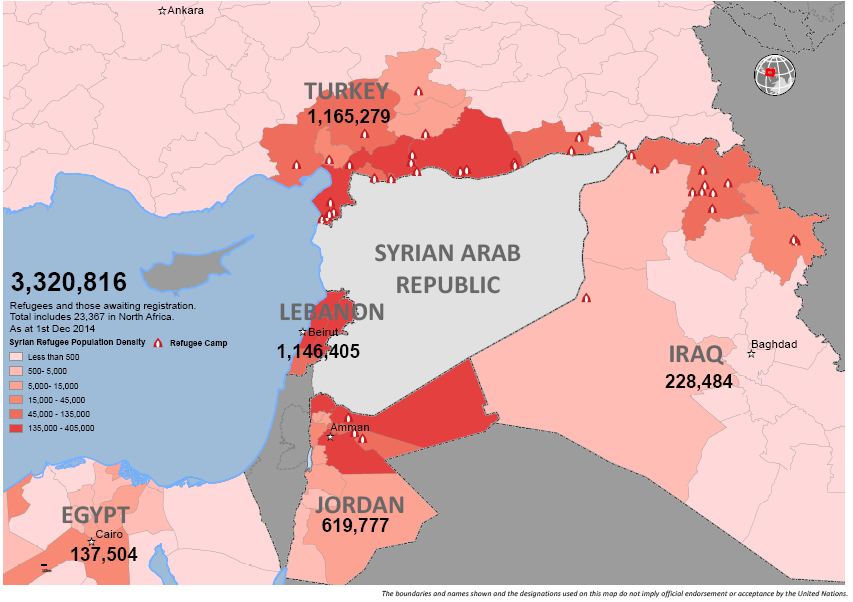 Ankara
TURKEY
1,165,279
SYRIAN ARAB
REPUBLIC
3,320,816
Refugees and those awaiting registration.
Total includes 23,367 in North Africa.
As at 1st Dec 2014
Syrian Refugee Population Denality Refugee Camp
Less than 500
500- 5,000
5,000- 15,000
15,000 - 45,000
45,000 - 135,000
135,000 - 405,000
LEBANON
Beirut
1,146,405
IRAQ
228,484
Baghdad
Amman
JORDAN
619,777
EGYPT
Cairo
137,504
The boundaries and names shown and the designations used on this map do not imply official endorsement or acceptance by the United Nations.